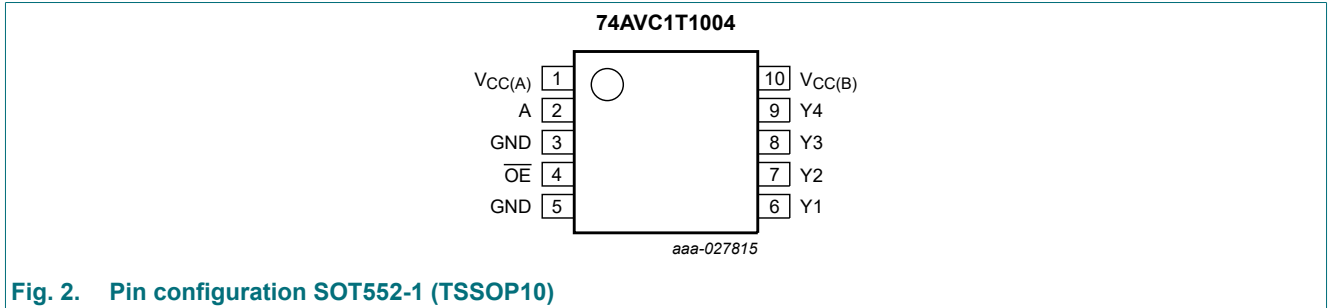 74AVC1T1004
VCC(A) 1 10 VCC(B)
A 2 9 Y4
GND 3 8 Y3
O̅E̅ 4 7 Y2
GND 5 6 Y1
aaa-027815
Fig. 2. Pin configuration SOT552-1 (TSSOP10)